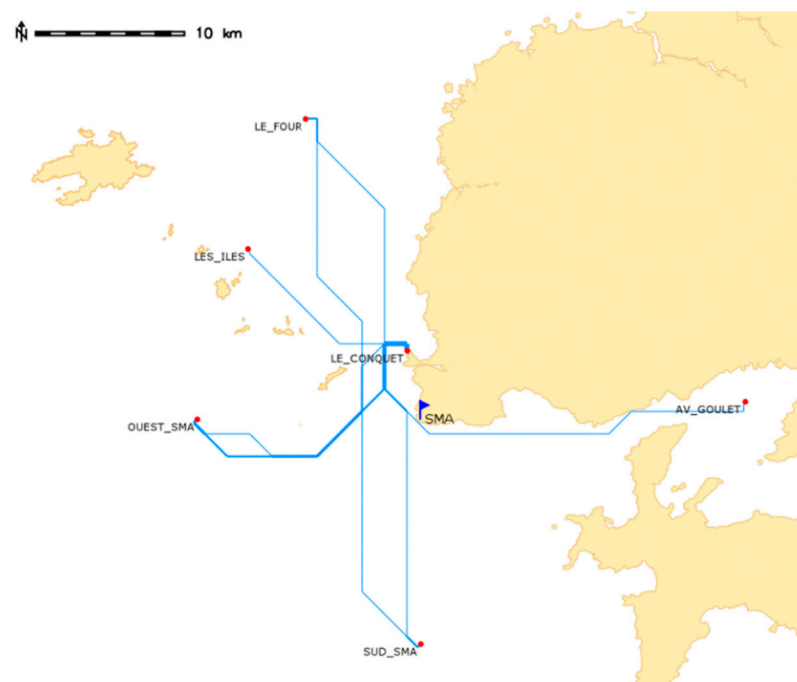 N
10 km
LE_FOUR
LES_ILES
LE_CONQUET
AV_GOULET
SMA
OUEST_SMA
SUD_SMA